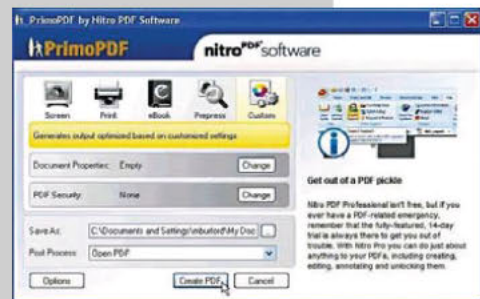 PrimoPDF by Nitro PDF Software
PrimoPDF
nitroPDF software
Screen Print eBook Prepress Custom
Generates output optimized based on customized settings
Document Properties: Empty Change
PDF Security: None Change
Save As: C:\Documents and Settings\mburford\My Doc ...
Post Process: Open PDF
Options Create PDF Cancel
Get out of a PDF pickle
Nitro PDF Professional isn't free, but if you
ever have a PDF-related emergency,
remember that the fully-featured, 14-day
trial is always there to get you out of
trouble. With Nitro Pro you can do just about
anything to your PDFs, including creating,
editing, annotating and unlocking them.